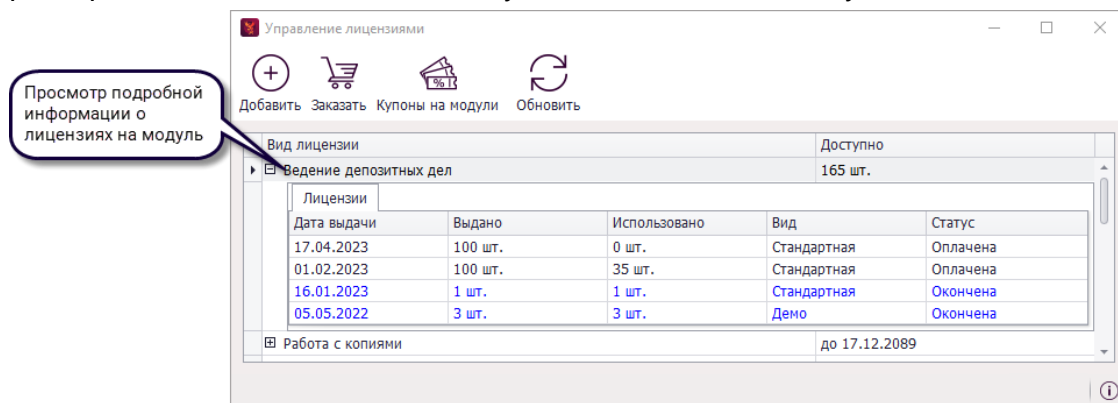 Управление лицензиями
Добавить Заказать Купоны на модули Обновить
Просмотр подробной
информации о
лицензиях на модуль
Вид лицензии Доступно
Ведение депозитных дел 165 шт.
Лицензии
Дата выдачи Выдано Использовано Вид Статус
17.04.2023 100 шт. 0 шт. Стандартная Оплачена
01.02.2023 100 шт. 35 шт. Стандартная Оплачена
16.01.2023 1 шт. 1 шт. Стандартная Окончена
05.05.2022 3 шт. 3 шт. Демо Окончена
Работа с копиями до 17.12.2089